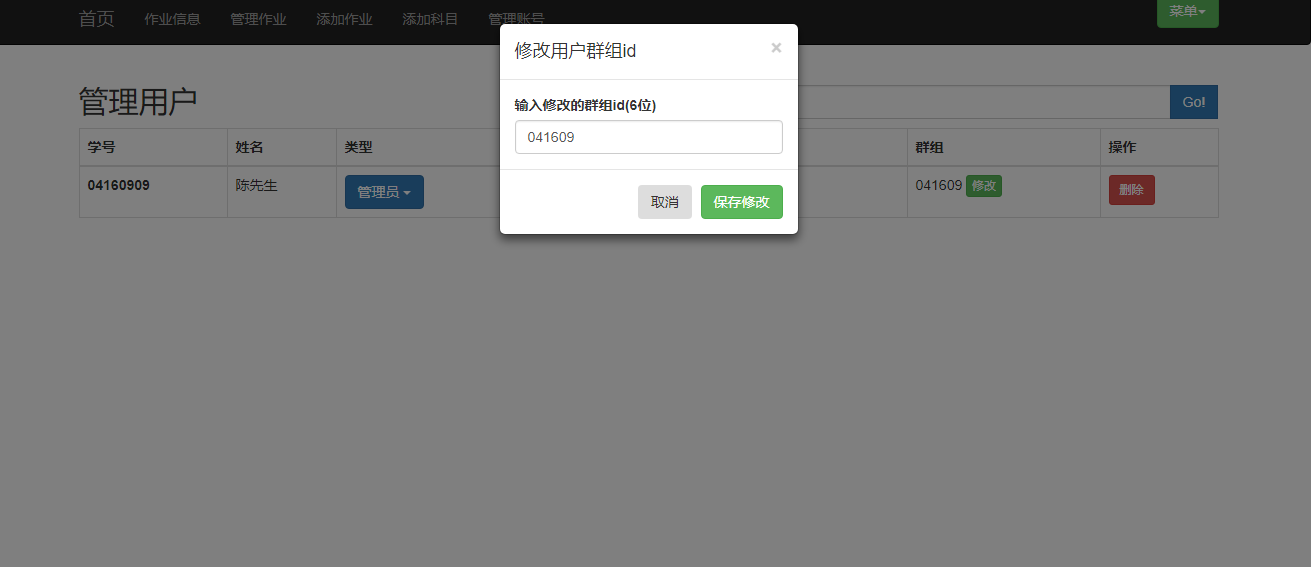 首页 作业信息 管理作业 添加作业 添加科目 管理账号 菜单
修改用户群组id ×
管理用户 Go!
输入修改的群组id(6位)
041609
学号 姓名 类型 群组 操作
04160909 陈先生 管理员 041609 修改 删除
取消 保存修改